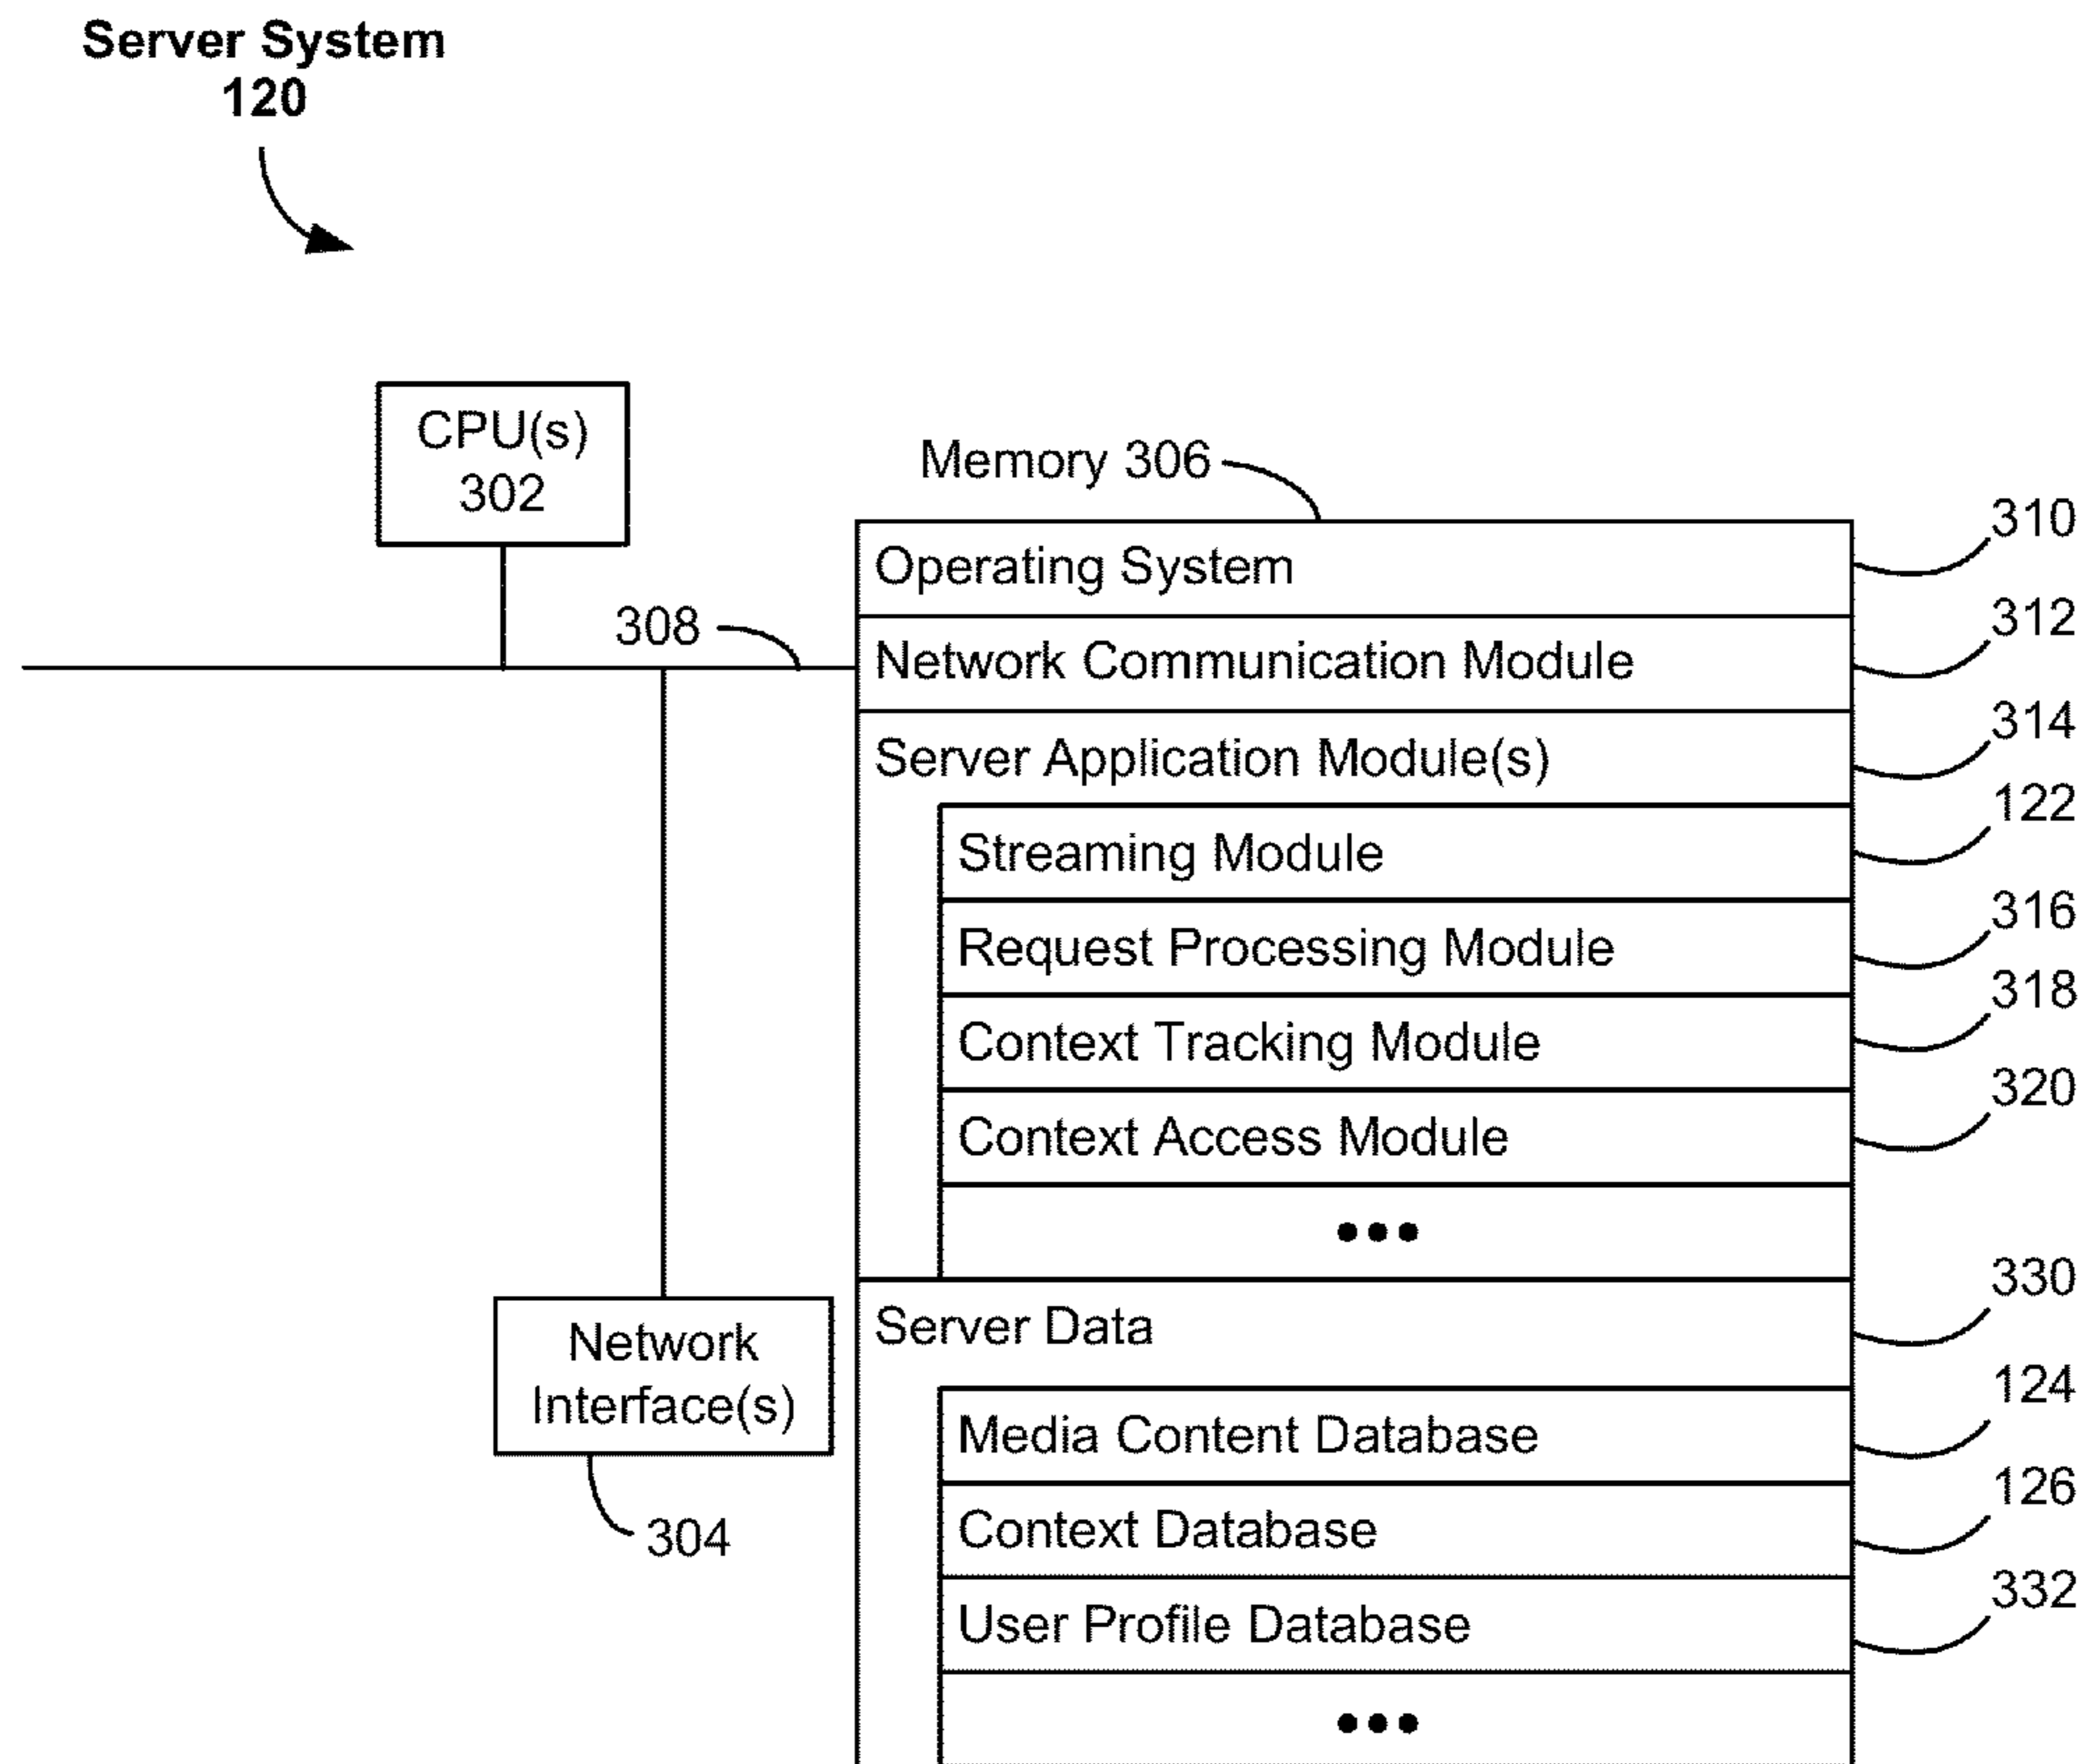 Server System
120
CPU(s)
302
Memory 306
308
Operating System
310
Network Communication Module
312
Server Application Module(s)
314
Streaming Module
122
Request Processing Module
316
Context Tracking Module
318
Context Access Module
320
•••
Server Data
330
Network
Interface(s)
304
Media Content Database
124
Context Database
126
User Profile Database
332
•••